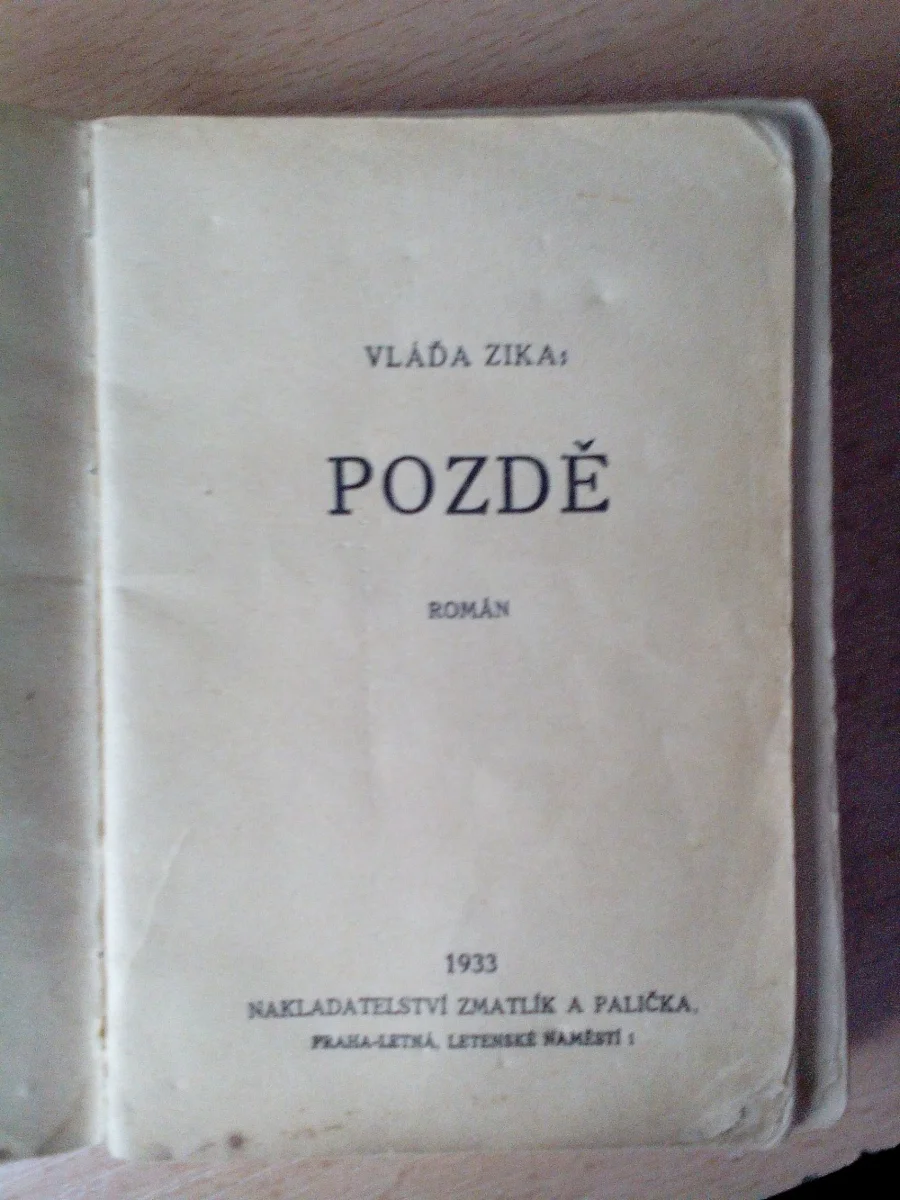 VLÁĎA ZIKA:
POZDĚ
ROMÁN
1933
NAKLADATELSTVÍ ZMATLÍK A PALIČKA,
PRAHA-LETNÁ, LETENSKÉ NÁMĚSTÍ 1